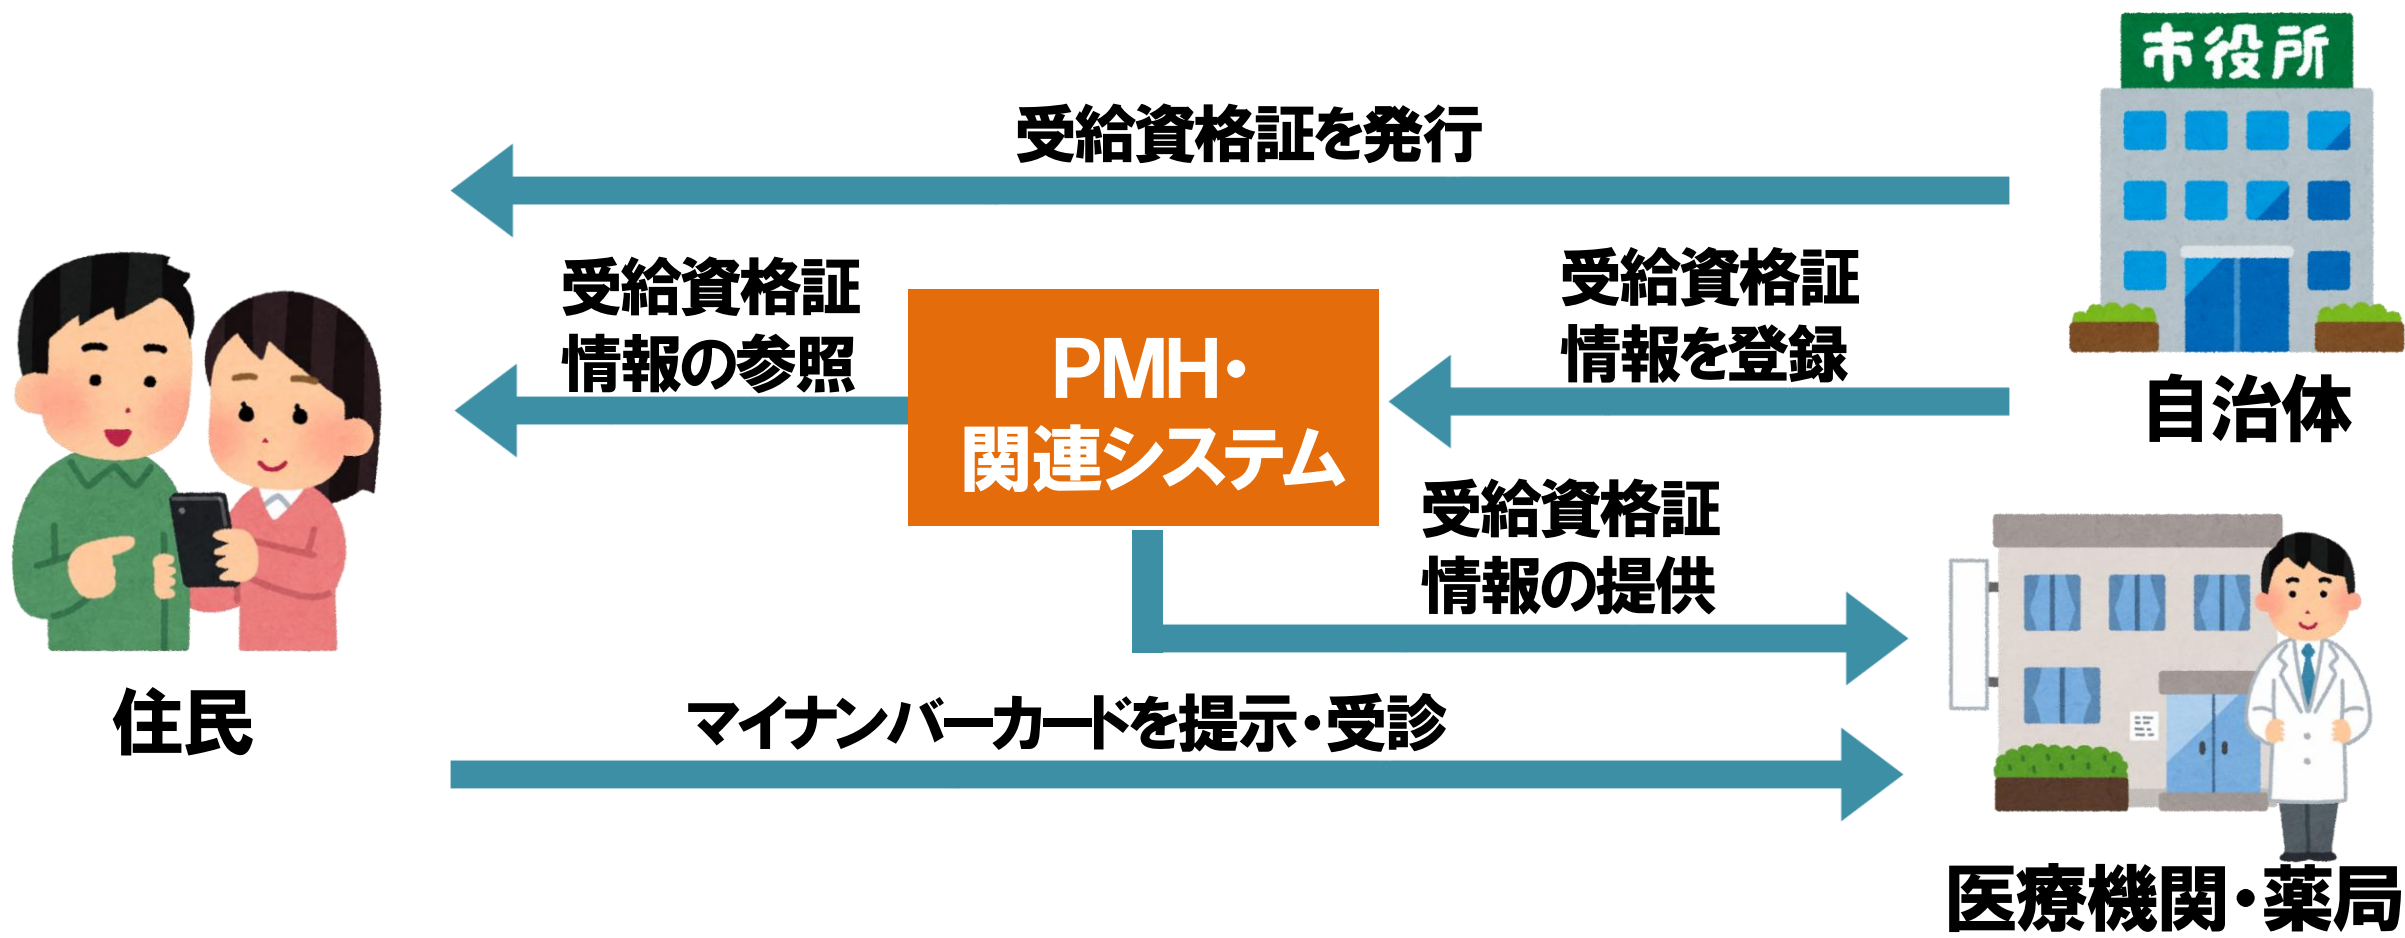 市役所
受給資格証を発行
受給資格証
情報の参照
PMH・
関連システム
受給資格証
情報を登録
自治体
受給資格証
情報の提供
住民
マイナンバーカードを提示・受診
医療機関・薬局